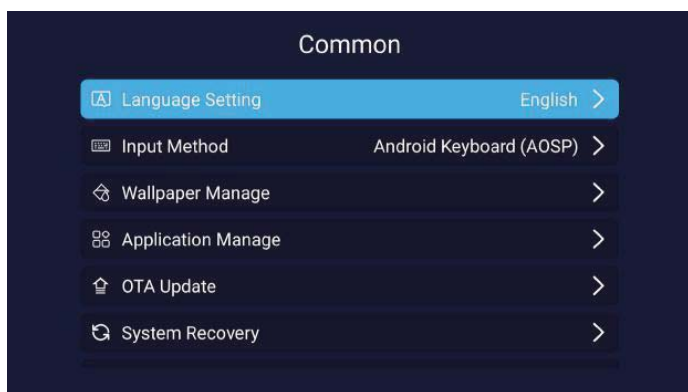 Common
Language Setting English
Input Method Android Keyboard (AOSP)
Wallpaper Manage
Application Manage
OTA Update
System Recovery